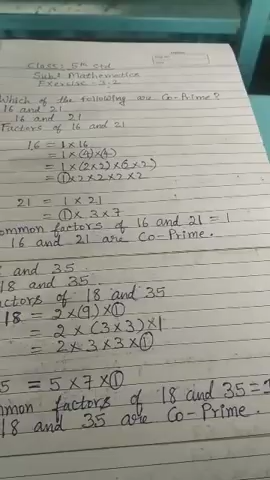 Class: 5th Std
Sub: Mathematics
Exercise - 3.2
Which of the following are Co-Prime?
16 and 21
16 and 21
Factors of 16 and 21
16 = 1 × 16
= 1 × (4) × (4)
= 1 × (2×2) × (2×2)
= ① × 2 × 2 × 2 × 2
21 = 1 × 21
= ① × 3 × 7
ommon factors of 16 and 21 = 1
16 and 21 are Co-Prime.
and 35
18 and 35
actors of 18 and 35
18 = 2 × (9) × ①
= 2 × (3×3) × 1
= 2 × 3 × 3 × ①
5 = 5 × 7 × ①
mmon factors of 18 and 35 = 1
18 and 35 are Co-Prime.